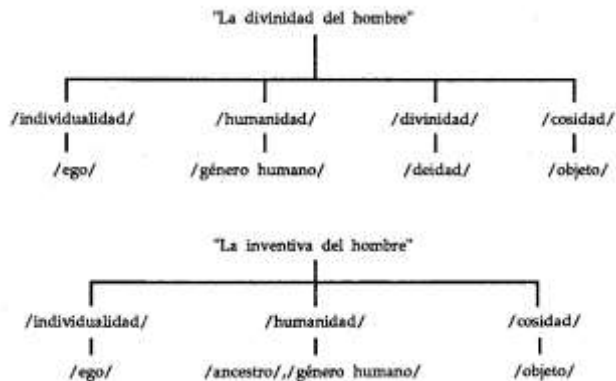 "La divinidad del hombre"
/individualidad/ /humanidad/ /divinidad/ /cosidad/
/ego/ /género humano/ /deidad/ /objeto/
"La inventiva del hombre"
/individualidad/ /humanidad/ /cosidad/
/ego/ /ancestro/,/género humano/ /objeto/